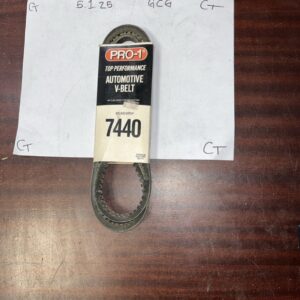 G 5.1.25 GCG CT
PRO-1
TOP PERFORMANCE
AUTOMOTIVE
V-BELT
7440
CT CT